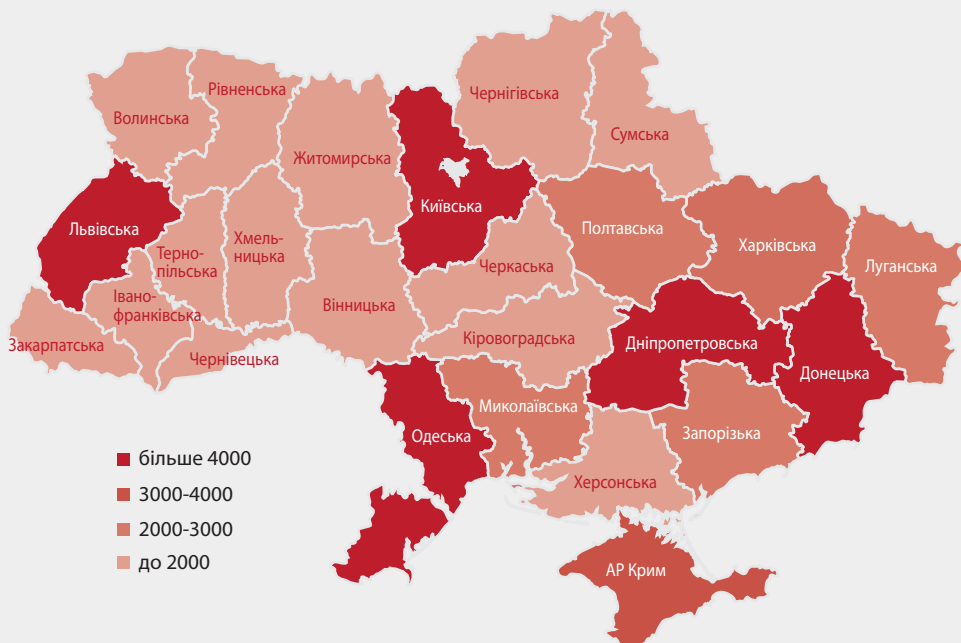 Рівненська
Чернігівська
Волинська
Сумська
Житомирська
Київська
Львівська
Полтавська
Харківська
Хмель-
ницька
Терно-
пільська
Черкаська
Луганська
Івано-
франківська
Вінницька
Закарпатська
Чернівецька
Кіровоградська
Дніпропетровська
Донецька
Миколаївська
Одеська
Запорізька
Херсонська
АР Крим
більше 4000
3000-4000
2000-3000
до 2000